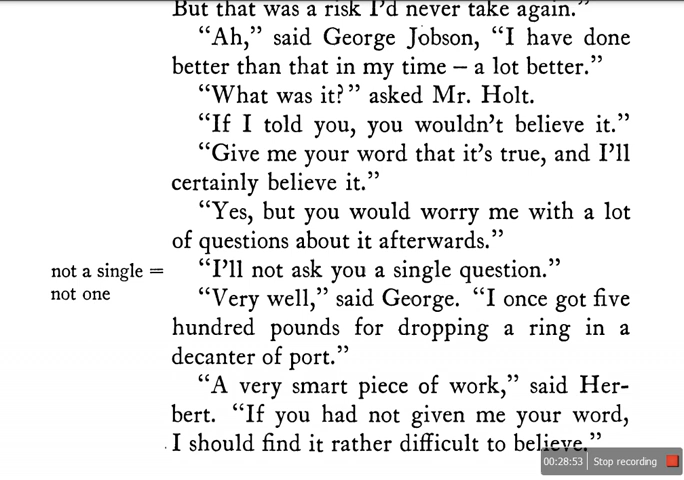 But that was a risk I'd never take again.”
“Ah,” said George Jobson, “I have done
better than that in my time – a lot better.”
“What was it?” asked Mr. Holt.
“If I told you, you wouldn't believe it.”
“Give me your word that it's true, and I'll
certainly believe it.”
“Yes, but you would worry me with a lot
of questions about it afterwards.”
not a single =
not one
“I'll not ask you a single question.”
“Very well,” said George. “I once got five
hundred pounds for dropping a ring in a
decanter of port.”
“A very smart piece of work,” said Her-
bert. “If you had not given me your word,
I should find it rather difficult to believe.”
00:28:53 Stop recording